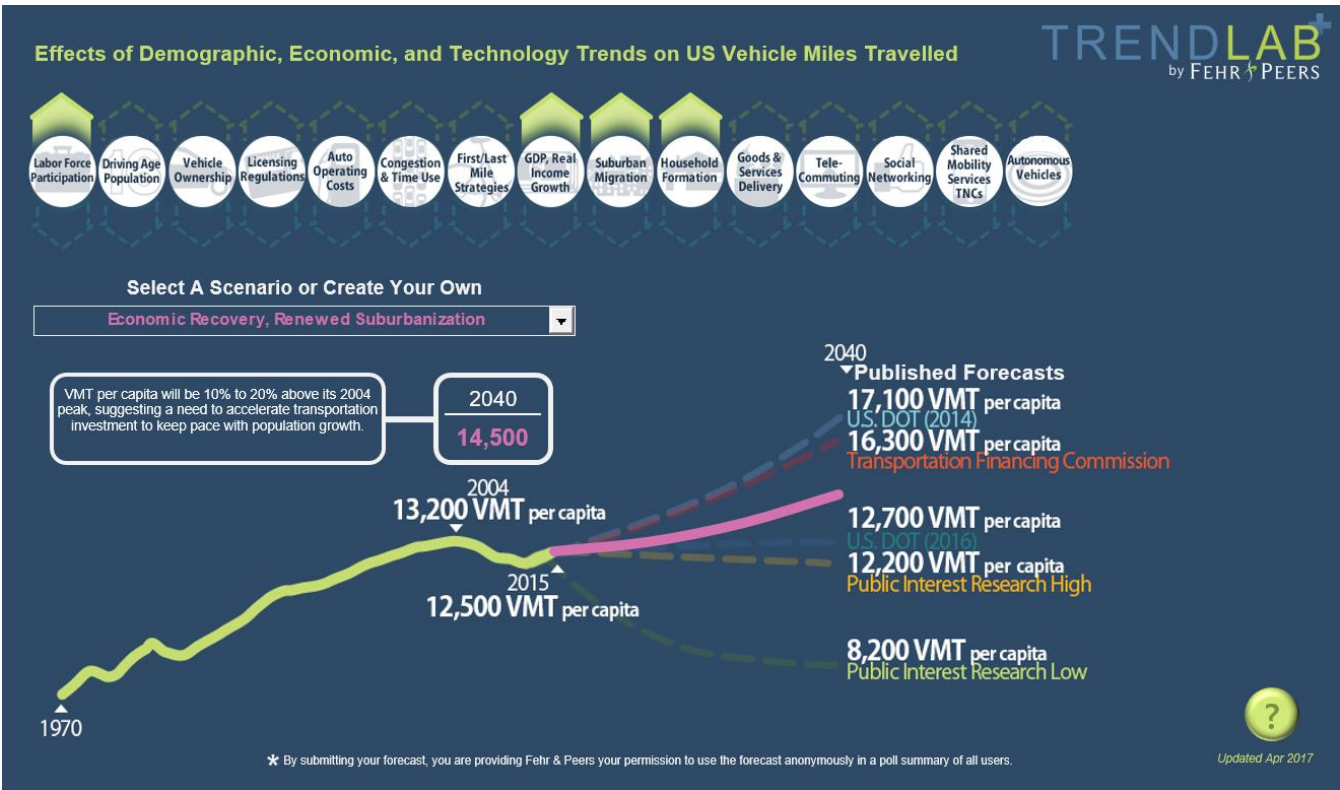 Effects of Demographic, Economic, and Technology Trends on US Vehicle Miles Travelled
TRENDLAB+
by FEHR PEERS
Labor Force
Participation
Driving Age
Population
Vehicle
Ownership
Licensing
Regulations
Auto
Operating
Costs
Congestion
& Time Use
First/Last
Mile
Strategies
GDP, Real
Income
Growth
Suburban
Migration
Household
Formation
Goods &
Services
Delivery
Tele-
Commuting
Social
Networking
Shared
Mobility
Services
TNCs
Autonomous
Vehicles
Select A Scenario or Create Your Own
Economic Recovery, Renewed Suburbanization
VMT per capita will be 10% to 20% above its 2004
peak, suggesting a need to accelerate transportation
investment to keep pace with population growth.
2040
14,500
2004
13,200 VMT per capita
2015
12,500 VMT per capita
1970
2040
Published Forecasts
17,100 VMT per capita
U.S. DOT (2014)
16,300 VMT per capita
Transportation Financing Commission
12,700 VMT per capita
U.S. DOT (2016)
12,200 VMT per capita
Public Interest Research High
8,200 VMT per capita
Public Interest Research Low
?
Updated Apr 2017
* By submitting your forecast, you are providing Fehr & Peers your permission to use the forecast anonymously in a poll summary of all users.